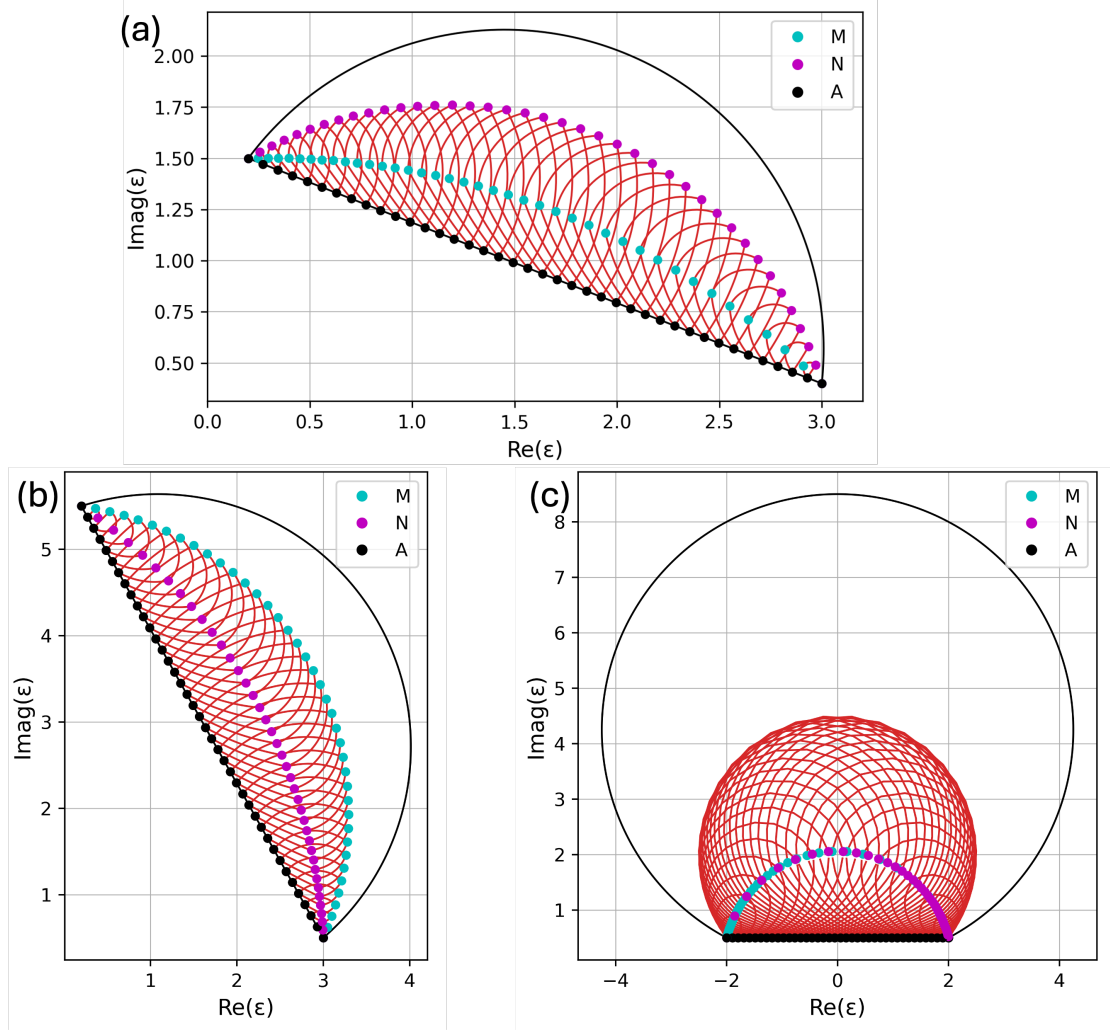 (a)
M
N
A
2.00
1.75
1.50
1.25
1.00
0.75
0.50
Imag(ε)
0.0 0.5 1.0 1.5 2.0 2.5 3.0
Re(ε)
(b)
M
N
A
5
4
3
2
1
Imag(ε)
1 2 3 4
Re(ε)
(c)
M
N
A
8
7
6
5
4
3
2
1
Imag(ε)
−4 −2 0 2 4
Re(ε)